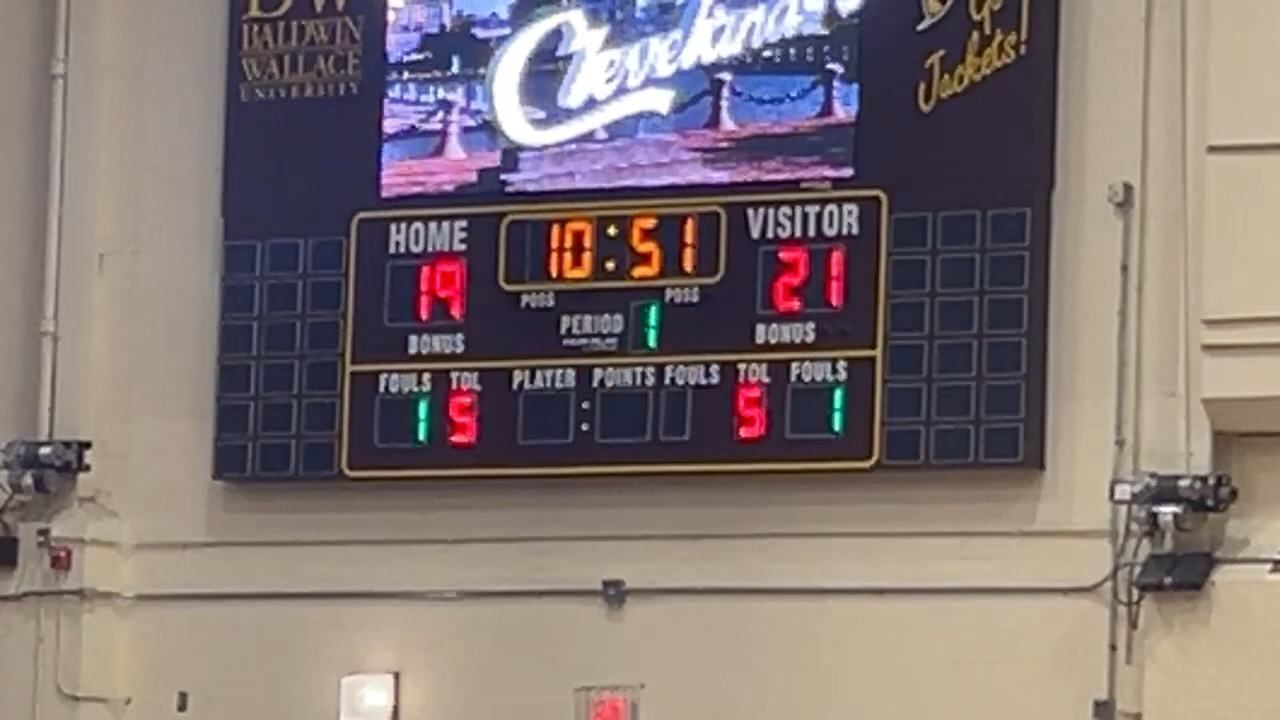 BW
BALDWIN
WALLACE
UNIVERSITY
Cleveland
Go
Jackets!
HOME 10:51 VISITOR
19 21
POSS POSS
PERIOD 1
BONUS BONUS
FOULS TOL PLAYER POINTS FOULS TOL FOULS
1 5 : 5 1